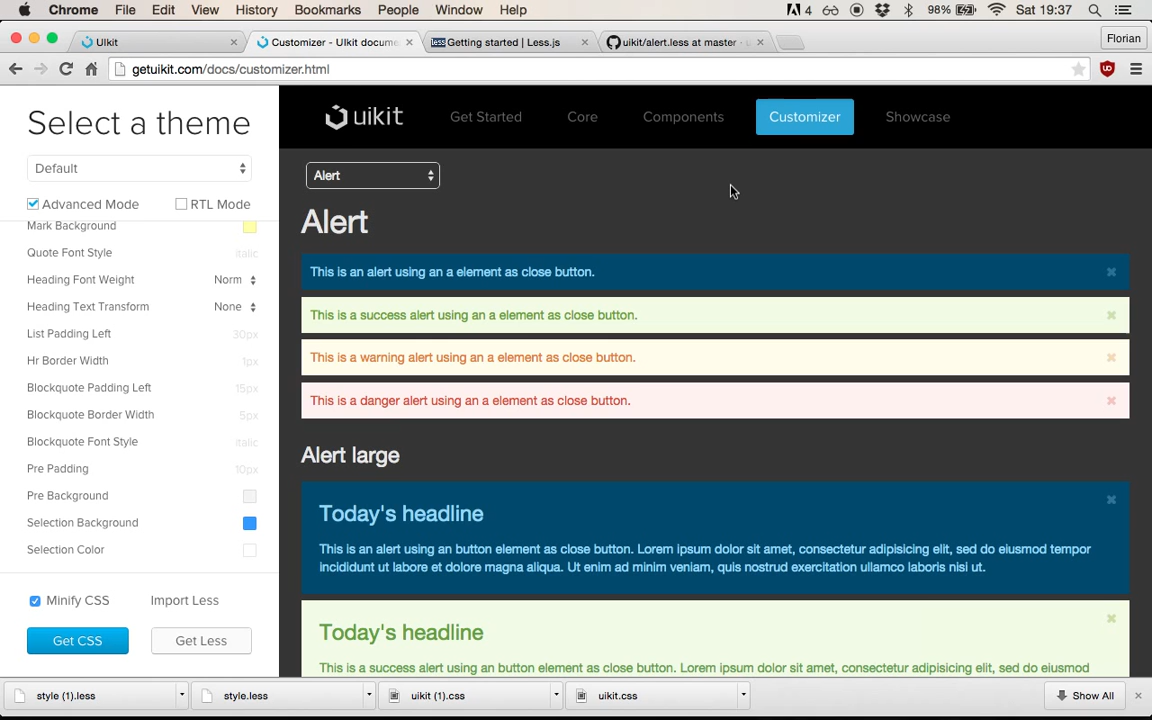 Chrome File Edit View History Bookmarks People Window Help 4 98% Sat 19:37
UIkit
Customizer - UIkit docume
Getting started | Less.js
uikit/alert.less at master · u
Florian
getuikit.com/docs/customizer.html
Select a theme
Default
Advanced Mode RTL Mode
Mark Background
Quote Font Style italic
Heading Font Weight Norm
Heading Text Transform None
List Padding Left 30px
Hr Border Width 1px
Blockquote Padding Left 15px
Blockquote Border Width 5px
Blockquote Font Style italic
Pre Padding 10px
Pre Background
Selection Background
Selection Color
Minify CSS Import Less
Get CSS Get Less
uikit Get Started Core Components Customizer Showcase
Alert
Alert
This is an alert using an a element as close button.
This is a success alert using an a element as close button.
This is a warning alert using an a element as close button.
This is a danger alert using an a element as close button.
Alert large
Today's headline
This is an alert using an button element as close button. Lorem ipsum dolor sit amet, consectetur adipisicing elit, sed do eiusmod tempor
incididunt ut labore et dolore magna aliqua. Ut enim ad minim veniam, quis nostrud exercitation ullamco laboris nisi ut.
Today's headline
This is a success alert using an button element as close button. Lorem ipsum dolor sit amet, consectetur adipisicing elit, sed do eiusmod
style (1).less style.less uikit (1).css uikit.css Show All